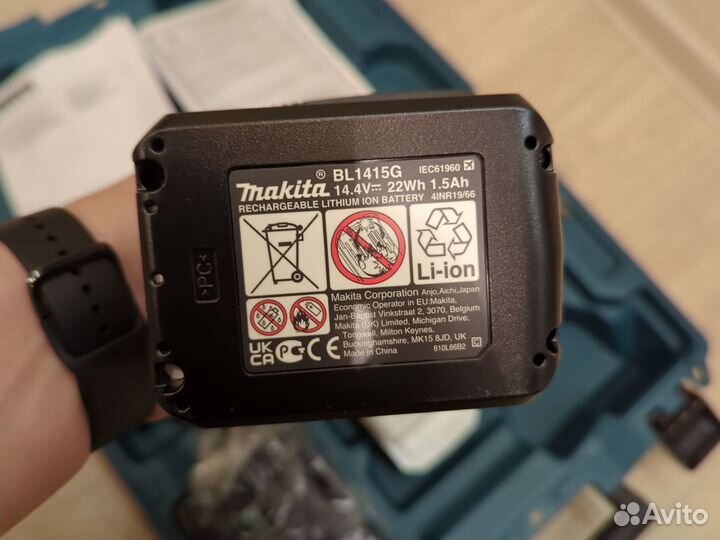 makita® BL1415G IEC61960
14.4V 22Wh 1.5Ah
RECHARGEABLE LITHIUM ION BATTERY 4INR19/66
>PC<
Li-ion
Makita Corporation Anjo,Aichi,Japan
Economic Operator in EU:Makita,
Jan-Baptist Vinkstraat 2, 3070, Belgium
Makita (UK) Limited, Michigan Drive,
Tongwell, Milton Keynes,
Buckinghamshire, MK15 8JD, UK
Made in China 810L66B2 C
UK
CA CE
Avito